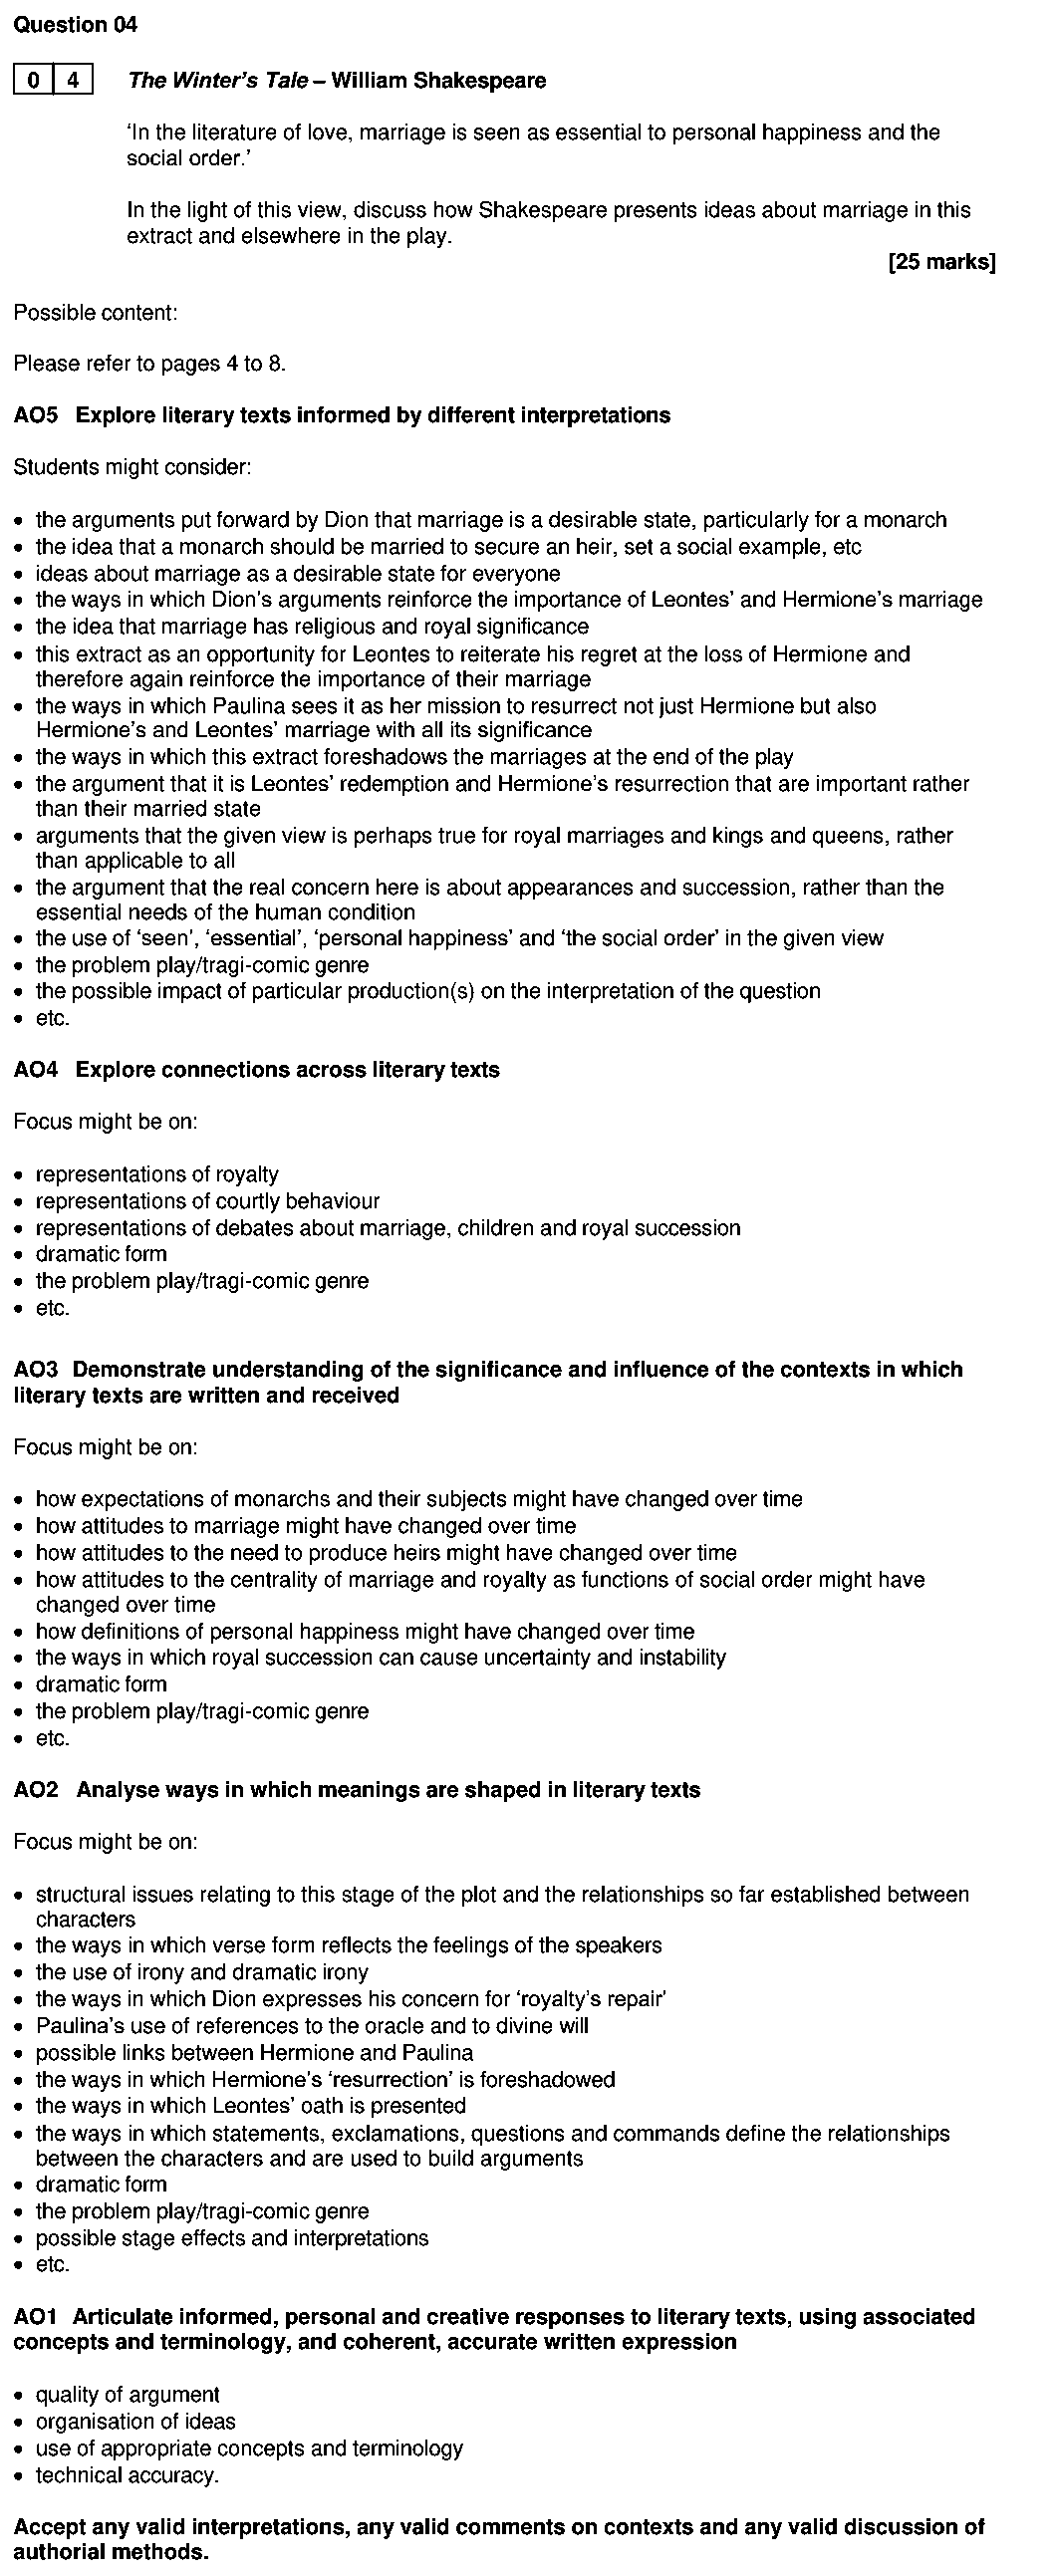 Question 04
0 4 The Winter's Tale – William Shakespeare
'In the literature of love, marriage is seen as essential to personal happiness and the
social order.'
In the light of this view, discuss how Shakespeare presents ideas about marriage in this
extract and elsewhere in the play.
[25 marks]
Possible content:
Please refer to pages 4 to 8.
AO5 Explore literary texts informed by different interpretations
Students might consider:
• the arguments put forward by Dion that marriage is a desirable state, particularly for a monarch
• the idea that a monarch should be married to secure an heir, set a social example, etc
• ideas about marriage as a desirable state for everyone
• the ways in which Dion's arguments reinforce the importance of Leontes' and Hermione's marriage
• the idea that marriage has religious and royal significance
• this extract as an opportunity for Leontes to reiterate his regret at the loss of Hermione and
therefore again reinforce the importance of their marriage
• the ways in which Paulina sees it as her mission to resurrect not just Hermione but also
Hermione's and Leontes' marriage with all its significance
• the ways in which this extract foreshadows the marriages at the end of the play
• the argument that it is Leontes' redemption and Hermione's resurrection that are important rather
than their married state
• arguments that the given view is perhaps true for royal marriages and kings and queens, rather
than applicable to all
• the argument that the real concern here is about appearances and succession, rather than the
essential needs of the human condition
• the use of 'seen', 'essential', 'personal happiness' and 'the social order' in the given view
• the problem play/tragi-comic genre
• the possible impact of particular production(s) on the interpretation of the question
• etc.
AO4 Explore connections across literary texts
Focus might be on:
• representations of royalty
• representations of courtly behaviour
• representations of debates about marriage, children and royal succession
• dramatic form
• the problem play/tragi-comic genre
• etc.
AO3 Demonstrate understanding of the significance and influence of the contexts in which
literary texts are written and received
Focus might be on:
• how expectations of monarchs and their subjects might have changed over time
• how attitudes to marriage might have changed over time
• how attitudes to the need to produce heirs might have changed over time
• how attitudes to the centrality of marriage and royalty as functions of social order might have
changed over time
• how definitions of personal happiness might have changed over time
• the ways in which royal succession can cause uncertainty and instability
• dramatic form
• the problem play/tragi-comic genre
• etc.
AO2 Analyse ways in which meanings are shaped in literary texts
Focus might be on:
• structural issues relating to this stage of the plot and the relationships so far established between
characters
• the ways in which verse form reflects the feelings of the speakers
• the use of irony and dramatic irony
• the ways in which Dion expresses his concern for 'royalty's repair'
• Paulina's use of references to the oracle and to divine will
• possible links between Hermione and Paulina
• the ways in which Hermione's 'resurrection' is foreshadowed
• the ways in which Leontes' oath is presented
• the ways in which statements, exclamations, questions and commands define the relationships
between the characters and are used to build arguments
• dramatic form
• the problem play/tragi-comic genre
• possible stage effects and interpretations
• etc.
AO1 Articulate informed, personal and creative responses to literary texts, using associated
concepts and terminology, and coherent, accurate written expression
• quality of argument
• organisation of ideas
• use of appropriate concepts and terminology
• technical accuracy.
Accept any valid interpretations, any valid comments on contexts and any valid discussion of
authorial methods.